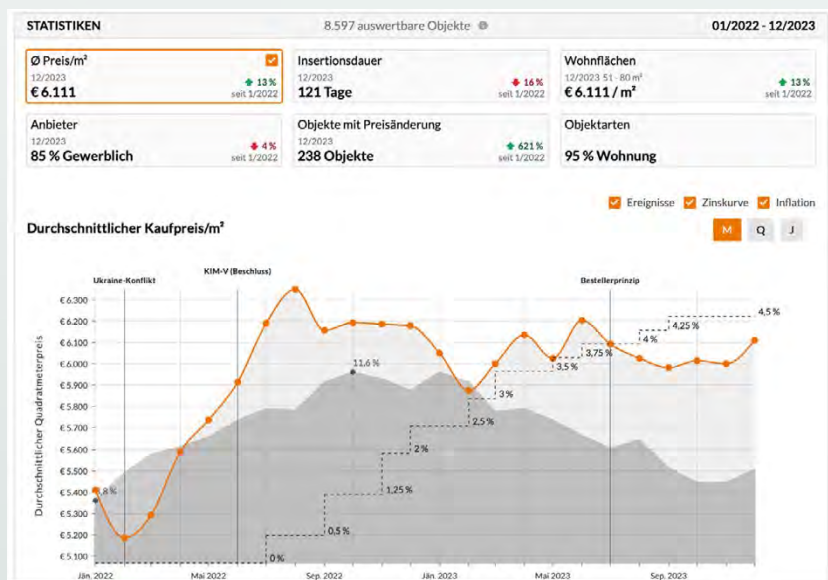 STATISTIKEN 8.597 auswertbare Objekte 01/2022 - 12/2023
Ø Preis/m²
12/2023
€ 6.111
13 %
seit 1/2022
Insertionsdauer
12/2023
121 Tage
16 %
seit 1/2022
Wohnflächen
12/2023 51 - 80 m²
€ 6.111 / m²
13 %
seit 1/2022
Anbieter
12/2023
85 % Gewerblich
4 %
seit 1/2022
Objekte mit Preisänderung
12/2023
238 Objekte
621 %
seit 1/2022
Objektarten
95 % Wohnung
Ereignisse Zinskurve Inflation
Durchschnittlicher Kaufpreis/m²
M Q J
Ukraine-Konflikt
KIM-V (Beschluss)
Bestellerprinzip
Durchschnittlicher Quadratmeterpreis
€ 6.300
€ 6.200
€ 6.100
€ 6.000
€ 5.900
€ 5.800
€ 5.700
€ 5.600
€ 5.500
€ 5.400
€ 5.300
€ 5.200
€ 5.100
,8 %
11,6 %
0 %
0,5 %
1,25 %
2 %
2,5 %
3 %
3,5 %
3,75 %
4 %
4,25 %
4,5 %
Jän. 2022 Mai 2022 Sep. 2022 Jän. 2023 Mai 2023 Sep. 2023